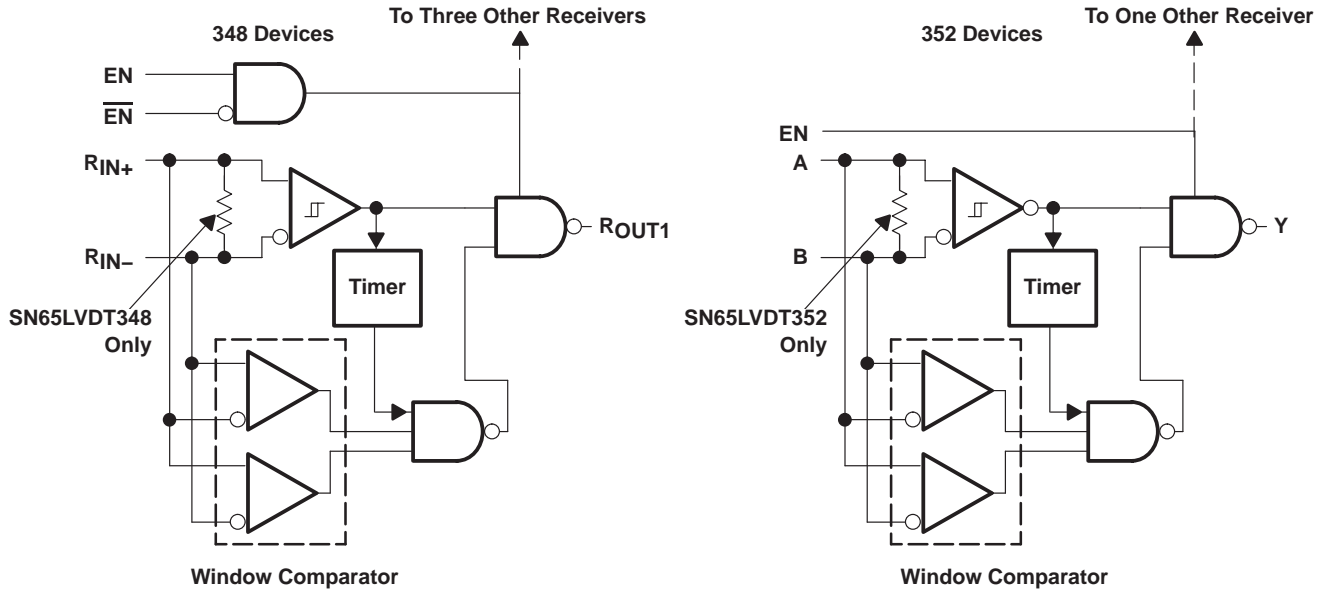 348 Devices
To Three Other Receivers
EN
EN
RIN+
RIN–
Timer
ROUT1
SN65LVDT348
Only
Window Comparator
352 Devices
To One Other Receiver
EN
A
B
Timer
Y
SN65LVDT352
Only
Window Comparator